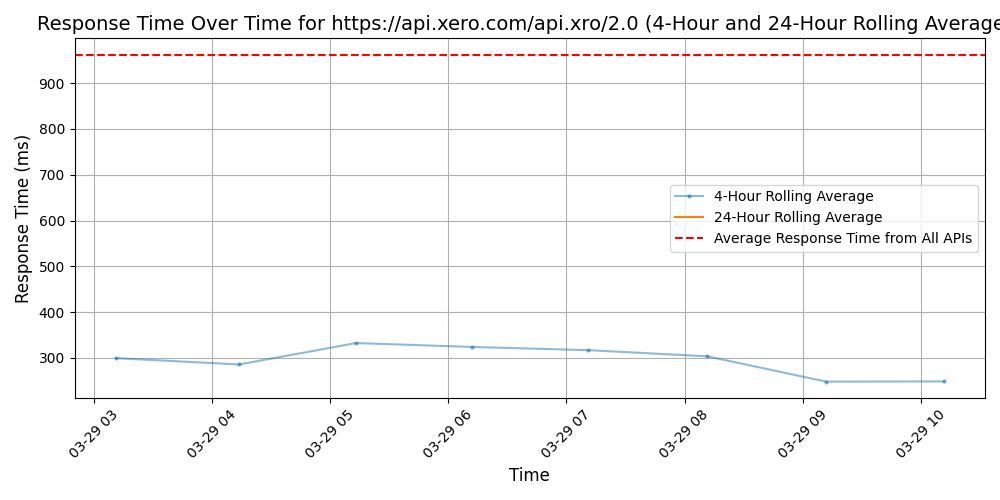 Response Time Over Time for https://api.xero.com/api.xro/2.0 (4-Hour and 24-Hour Rolling Average
Response Time (ms)
900
800
700
600
500
400
300
4-Hour Rolling Average
24-Hour Rolling Average
Average Response Time from All APIs
03-29 03
03-29 04
03-29 05
03-29 06
03-29 07
03-29 08
03-29 09
03-29 10
Time